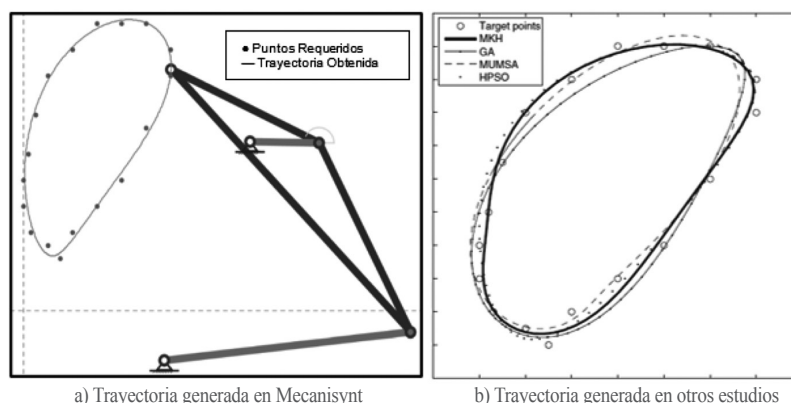 Puntos Requeridos
Trayectoria Obtenida
Target points
MKH
GA
MUMSA
HPSO
a) Trayectoria generada en Mecanisynt
b) Trayectoria generada en otros estudios